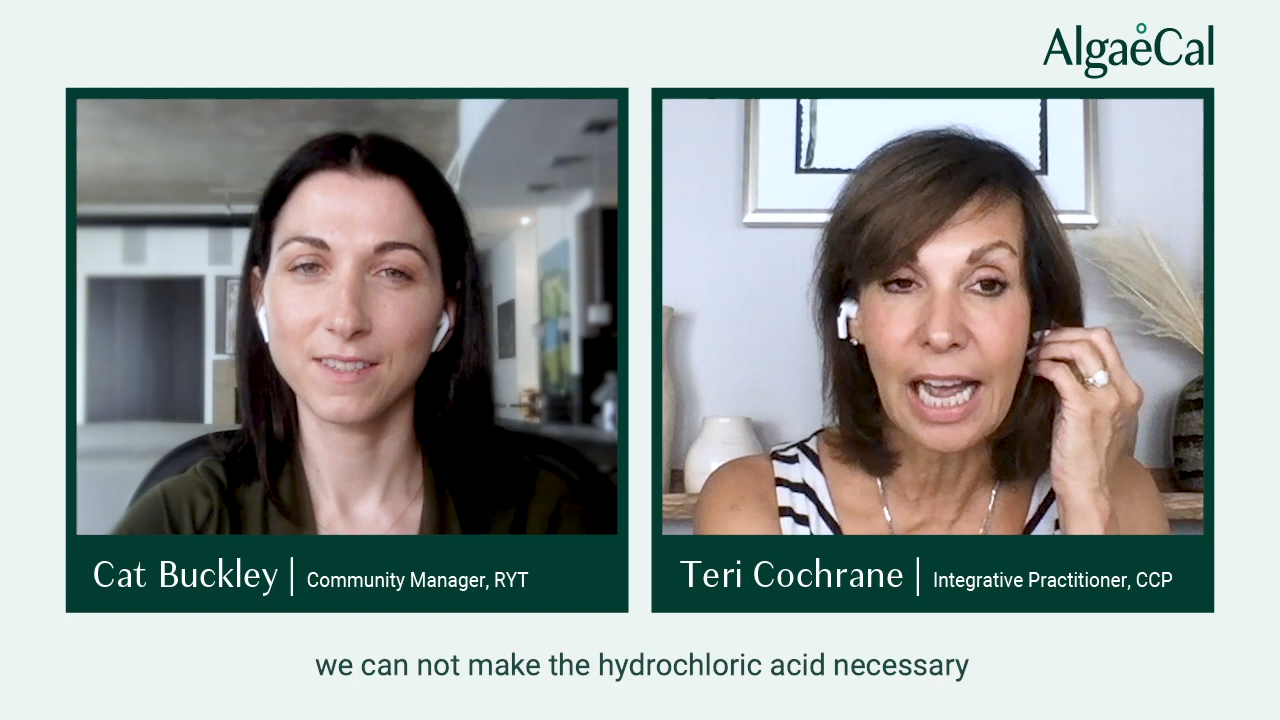 AlgaeCal
Cat Buckley | Community Manager, RYT
Teri Cochrane | Integrative Practitioner, CCP
we can not make the hydrochloric acid necessary